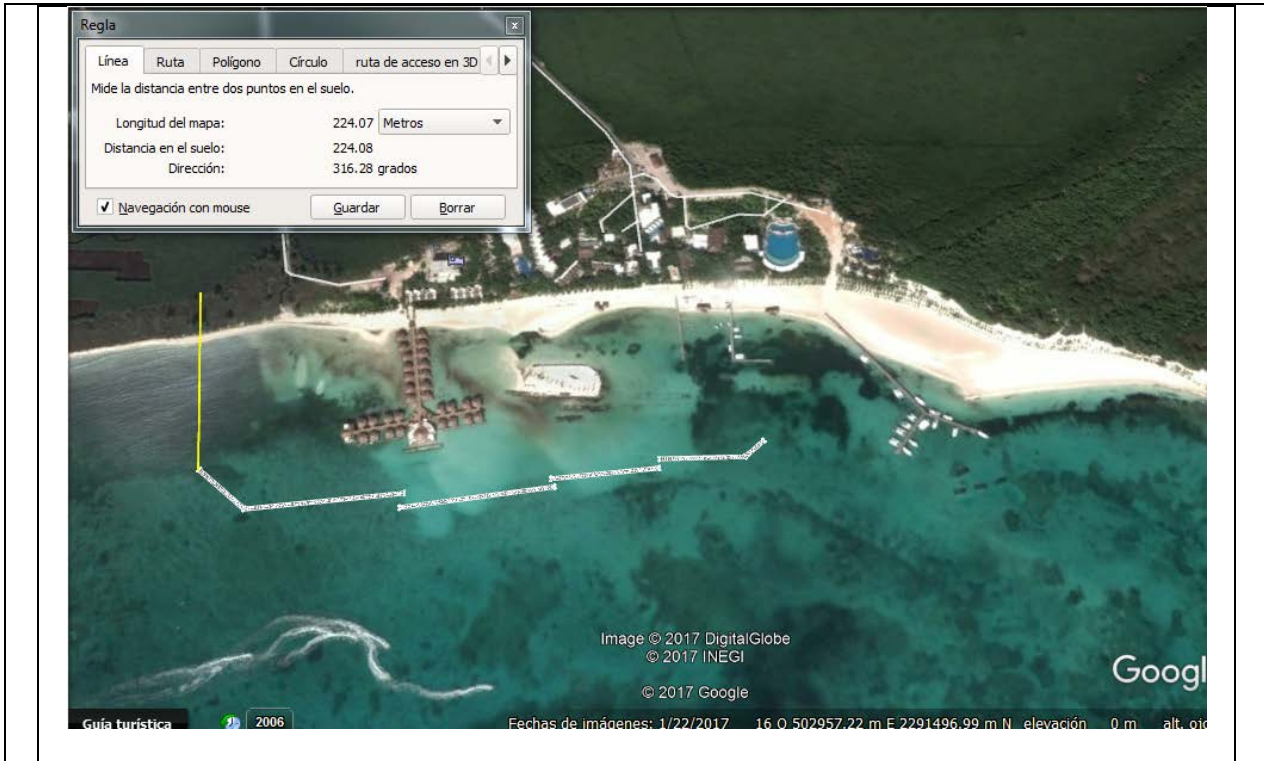 Regla
Línea Ruta Polígono Círculo ruta de acceso en 3D
Mide la distancia entre dos puntos en el suelo.
Longitud del mapa: 224.07 Metros
Distancia en el suelo: 224.08
Dirección: 316.28 grados
Navegación con mouse Guardar Borrar
Image © 2017 DigitalGlobe
© 2017 INEGI
© 2017 Google
Googl
Guía turística 2006 Fechas de imágenes: 1/22/2017 16 Q 502957.22 m E 2291496.99 m N elevación 0 m alt. ojo